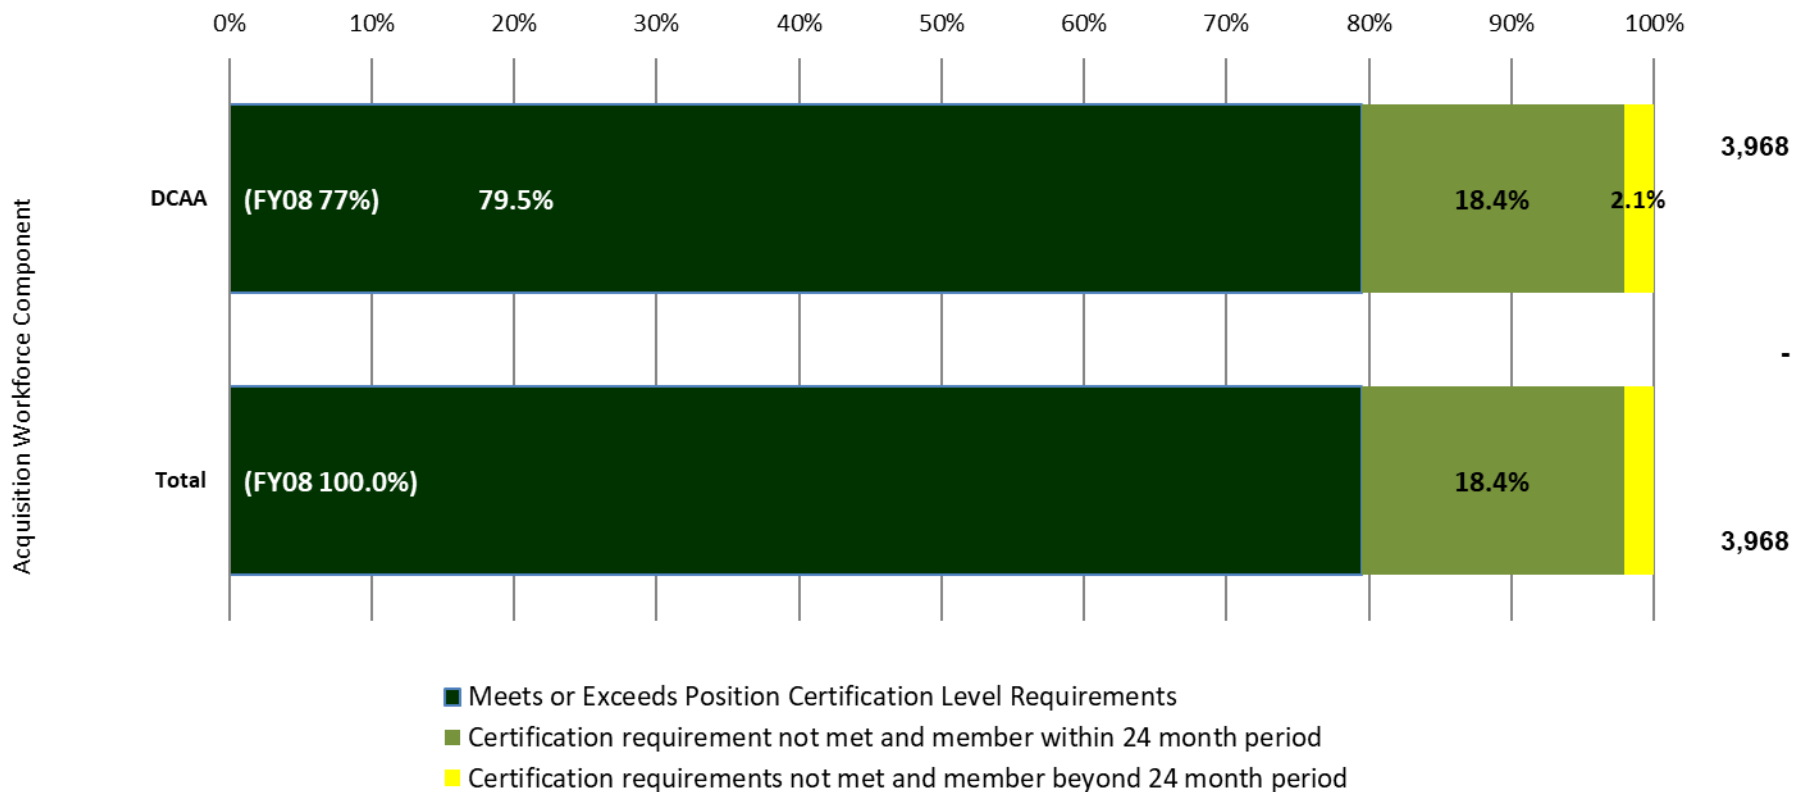 0% 10% 20% 30% 40% 50% 60% 70% 80% 90% 100%
3,968
DCAA (FY08 77%) 79.5% 18.4% 2.1%
Acquisition Workforce Component
-
Total (FY08 100.0%) 18.4%
3,968
Meets or Exceeds Position Certification Level Requirements
Certification requirement not met and member within 24 month period
Certification requirements not met and member beyond 24 month period